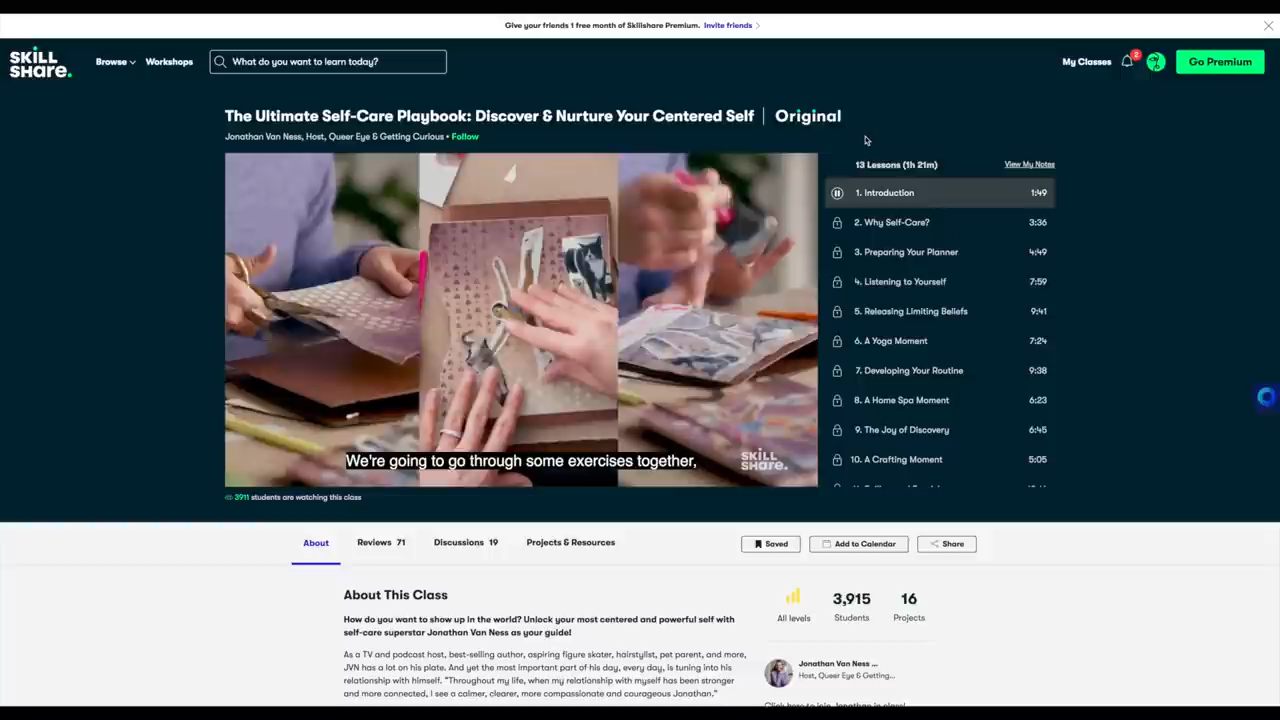 Give your friends 1 free month of Skillshare Premium. Invite friends
SKILL
SHARE.
Browse
Workshops
What do you want to learn today?
My Classes
2
Go Premium
The Ultimate Self-Care Playbook: Discover & Nurture Your Centered Self | Original
Jonathan Van Ness, Host, Queer Eye & Getting Curious • Follow
13 Lessons (1h 21m)
View My Notes
1. Introduction 1:49
2. Why Self-Care? 3:36
3. Preparing Your Planner 4:49
4. Listening to Yourself 7:59
5. Releasing Limiting Beliefs 9:41
6. A Yoga Moment 7:24
7. Developing Your Routine 9:38
8. A Home Spa Moment 6:23
9. The Joy of Discovery 6:45
10. A Crafting Moment 5:05
We're going to go through some exercises together,
SKILL
SHARE.
3911 students are watching this class
About
Reviews 71
Discussions 19
Projects & Resources
Saved
Add to Calendar
Share
About This Class
How do you want to show up in the world? Unlock your most centered and powerful self with
self-care superstar Jonathan Van Ness as your guide!
As a TV and podcast host, best-selling author, aspiring figure skater, hairstylist, pet parent, and more,
JVN has a lot on his plate. And yet the most important part of his day, every day, is tuning into his
relationship with himself. "Throughout my life, when my relationship with myself has been stronger
and more connected, I see a calmer, clearer, more compassionate and courageous Jonathan."
All levels
3,915
Students
16
Projects
Jonathan Van Ness ...
Host, Queer Eye & Getting...
Click here to join Jonathan in class!